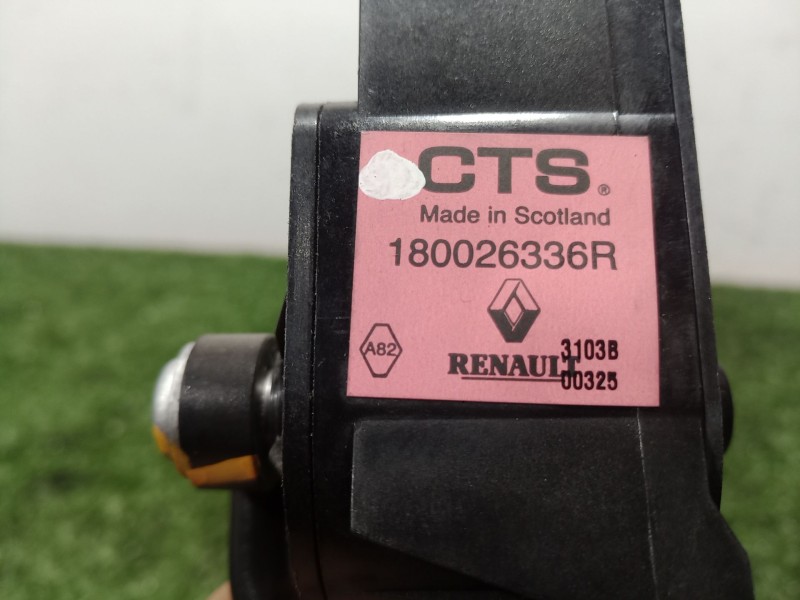 CTS®
Made in Scotland
180026336R
A82
RENAULT
3103B
00325